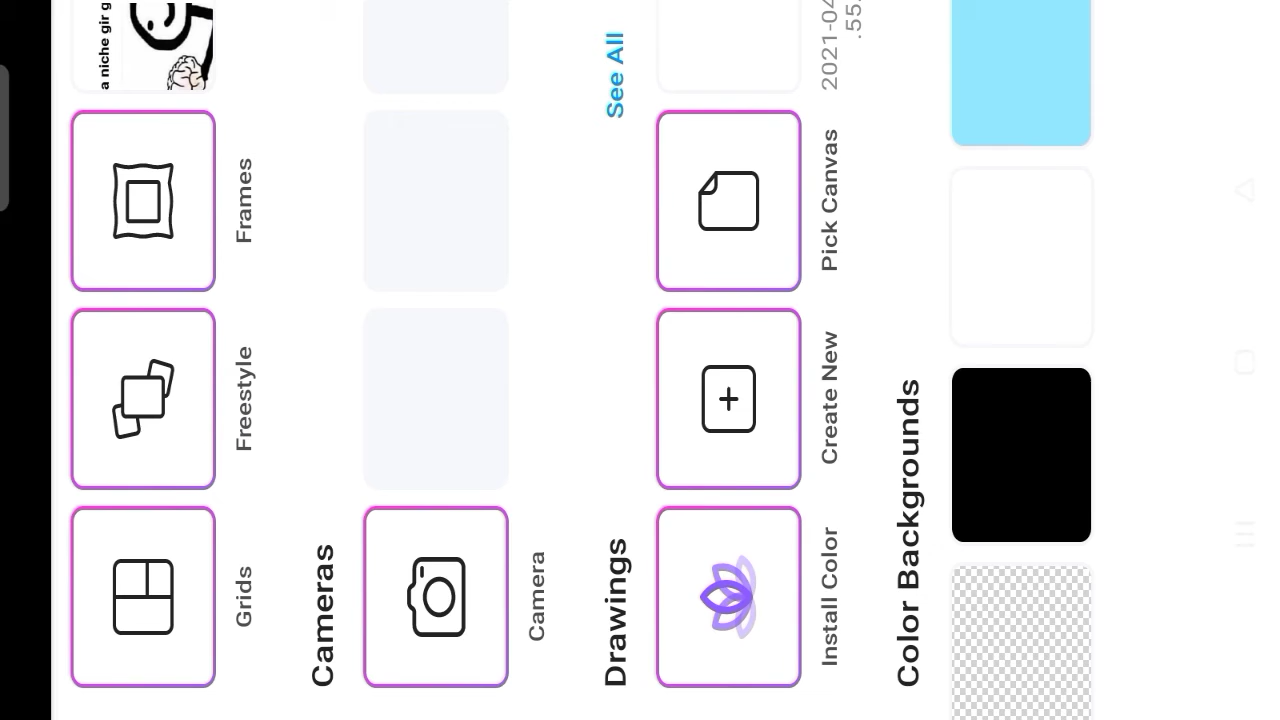 Grids
Freestyle
Frames
a niche gir g
Cameras
Camera
Drawings
See All
Install Color
Create New
Pick Canvas
2021-04
.55.
Color Backgrounds